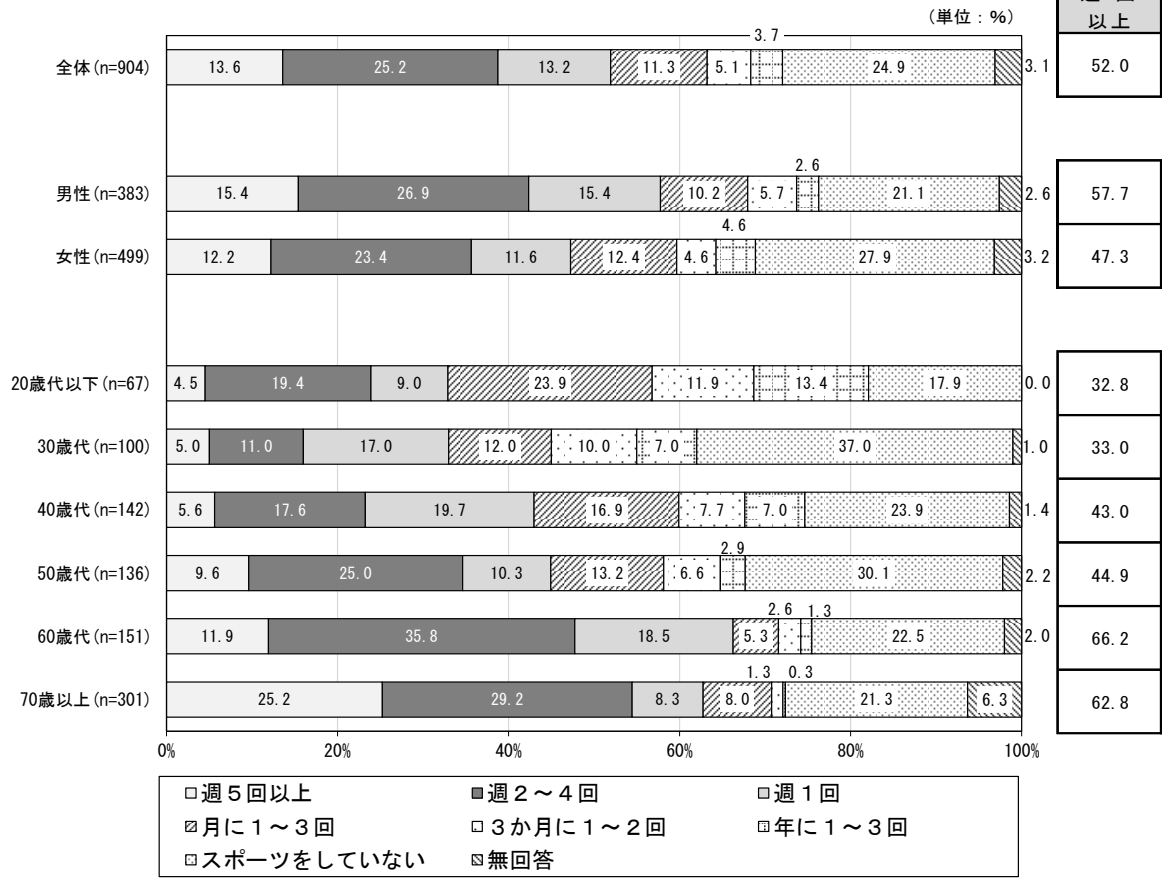 （単位：%）
以上
3.7
全体(n=904) 13.6 25.2 13.2 11.3 5.1 24.9 3.1 52.0
2.6
男性(n=383) 15.4 26.9 15.4 10.2 5.7 21.1 2.6 57.7
4.6
女性(n=499) 12.2 23.4 11.6 12.4 4.6 27.9 3.2 47.3
20歳代以下(n=67) 4.5 19.4 9.0 23.9 11.9 13.4 17.9 0.0 32.8
30歳代(n=100) 5.0 11.0 17.0 12.0 10.0 7.0 37.0 1.0 33.0
40歳代(n=142) 5.6 17.6 19.7 16.9 7.7 7.0 23.9 1.4 43.0
2.9
50歳代(n=136) 9.6 25.0 10.3 13.2 6.6 30.1 2.2 44.9
2.6 1.3
60歳代(n=151) 11.9 35.8 18.5 5.3 22.5 2.0 66.2
1.3 0.3
70歳以上(n=301) 25.2 29.2 8.3 8.0 21.3 6.3 62.8
0% 20% 40% 60% 80% 100%
週５回以上 週２～４回 週１回
月に１～３回 ３か月に１～２回 年に１～３回
スポーツをしていない 無回答